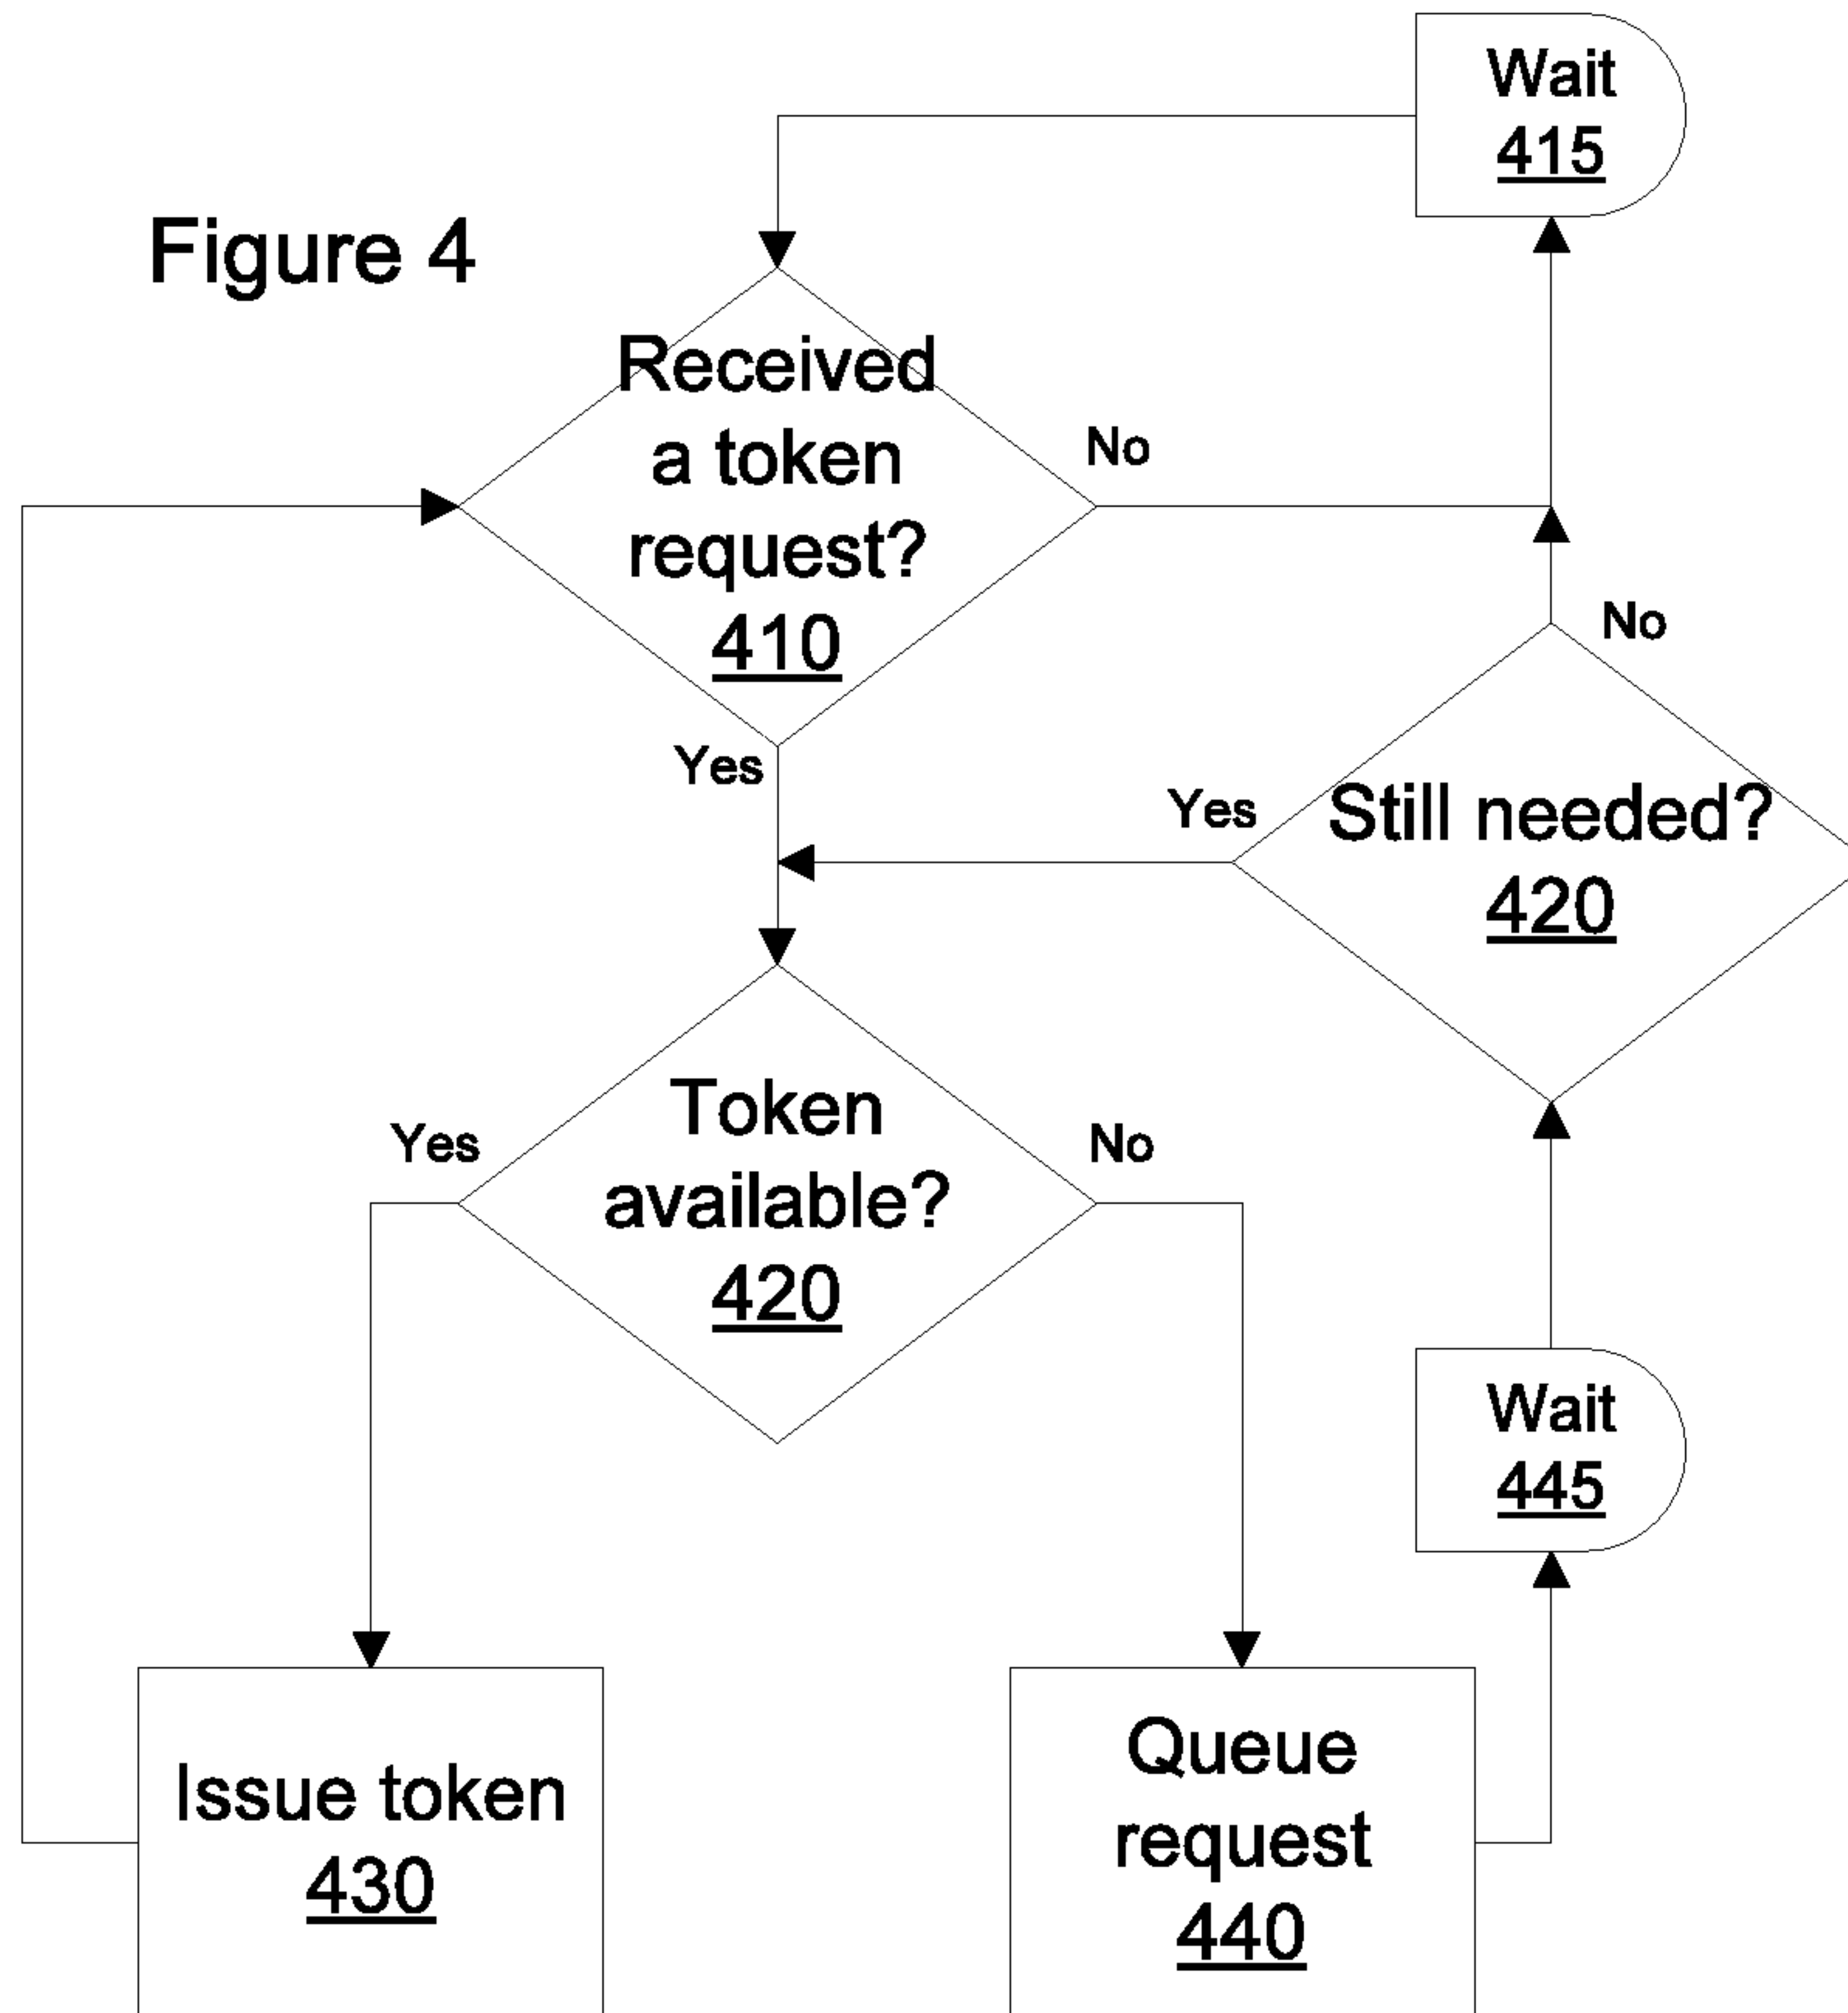 Wait
415
Figure 4
Received
a token
request?
410
No
Yes
No
Yes
Still needed?
420
Token
available?
420
Yes
No
Wait
445
Issue token
430
Queue
request
440